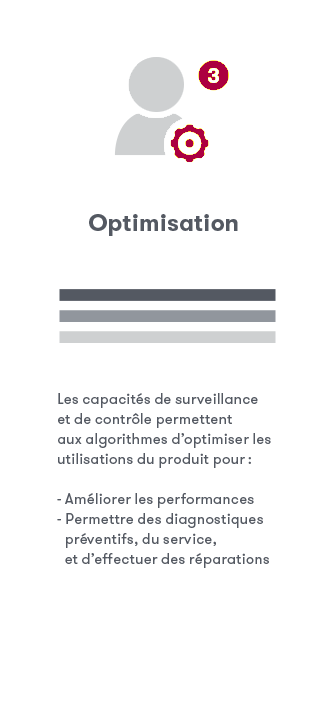 3
Optimisation
Les capacités de surveillance
et de contrôle permettent
aux algorithmes d’optimiser les
utilisations du produit pour :
- Améliorer les performances
- Permettre des diagnostiques
préventifs, du service,
et d’effectuer des réparations